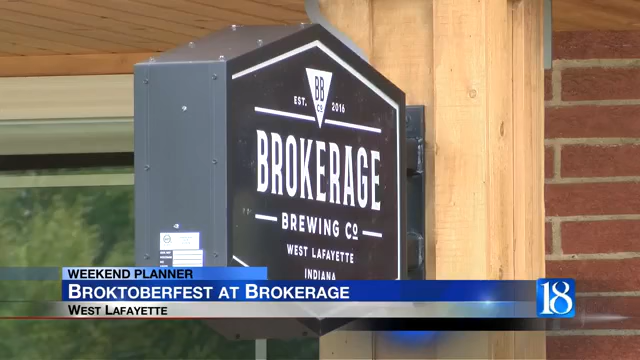 BB
Cº
EST. 2016
BROKERAGE
BREWING Cº
WEST LAFAYETTE
INDIANA
WEEKEND PLANNER
BROKTOBERFEST AT BROKERAGE
WEST LAFAYETTE
18